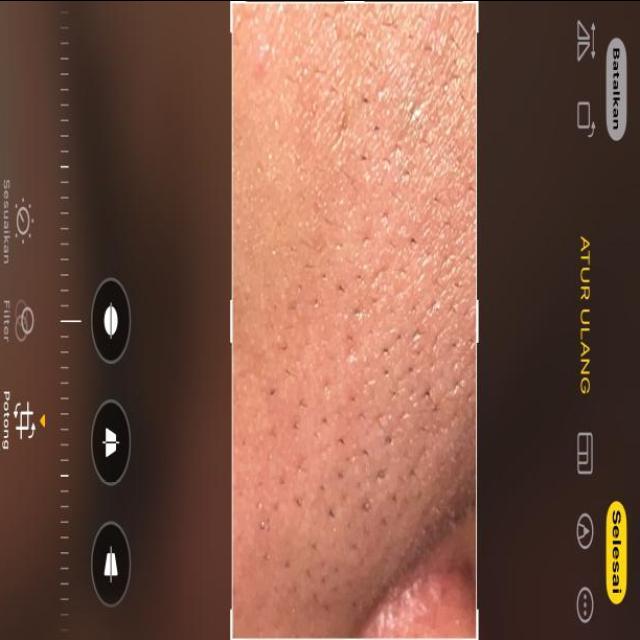 Batalkan
ATUR ULANG
Selesai
Sesuaikan
Filter
Potong